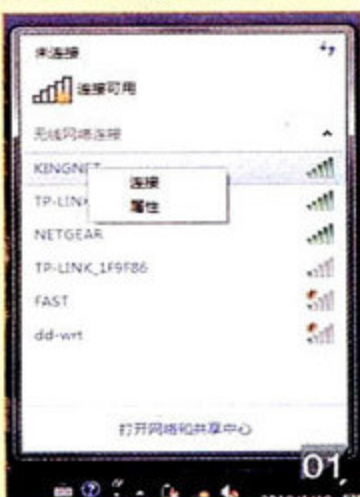 未连接
连接可用
无线网络连接
KINGNET
连接
属性
TP-LINK
NETGEAR
TP-LINK_1F9F86
FAST
dd-wrt
打开网络和共享中心
01